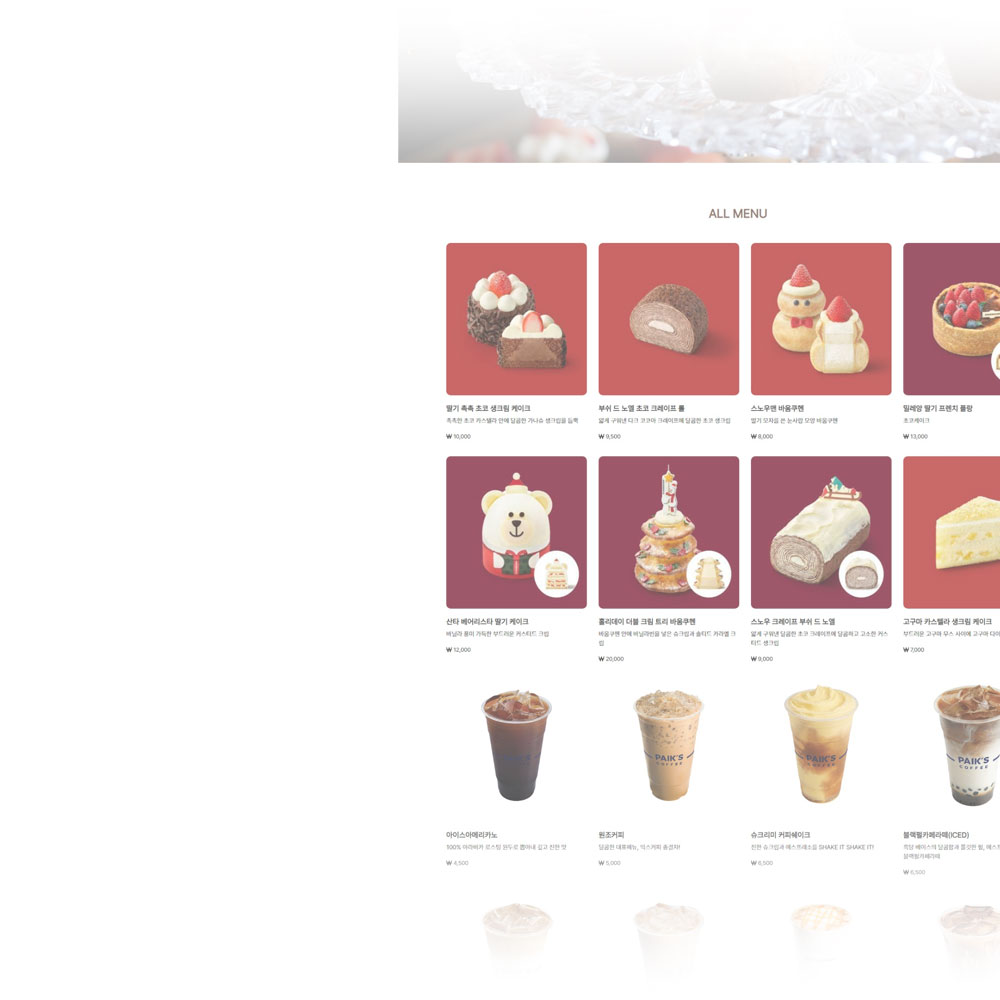 ALL MENU
딸기 촉촉 초코 생크림 케이크
촉촉한 초코 카스텔라 안에 달콤한 가나슈 생크림을 듬뿍
₩ 10,000
부쉬 드 노엘 초코 크레이프 롤
얇게 구워낸 다크 코코아 크레이프에 달콤한 초코 생크림
₩ 9,500
스노우맨 바움쿠헨
딸기 모자를 쓴 눈사람 모양 바움쿠헨
₩ 8,000
밀레앙 딸기 프렌치 플랑
초코케이크
₩ 13,000
산타 베어리스타 딸기 케이크
바닐라 풍미 가득한 부드러운 커스터드 크림
₩ 12,000
홀리데이 더블 크림 트리 바움쿠헨
바움쿠헨 안에 바닐라빈을 넣은 슈크림과 솔티드 카라멜 크
림
₩ 20,000
스노우 크레이프 부쉬 드 노엘
얇게 구워낸 달콤한 초코 크레이프에 달콤하고 고소한 커스
터드 생크림
₩ 9,000
고구마 카스텔라 생크림 케이크
부드러운 고구마 무스 사이에 고구마 다이
₩ 7,000
PAIK'S
COFFEE
PAIK'S
COFFEE
PAIK'S
COFFEE
PAIK'S
COFFEE
아이스아메리카노
100% 아라비카 로스팅 원두로 뽑아내 깊고 진한 맛
₩ 4,500
원조커피
달콤한 대표메뉴, 믹스커피 종결자!
₩ 5,000
슈크리미 커피쉐이크
진한 슈크림과 에스프레소를 SHAKE IT SHAKE IT!
₩ 6,500
블랙펄카페라떼(ICED)
흑당 베이스의 달콤함과 쫄깃한 펄, 에스프
블랙펄카페라떼
₩ 6,500